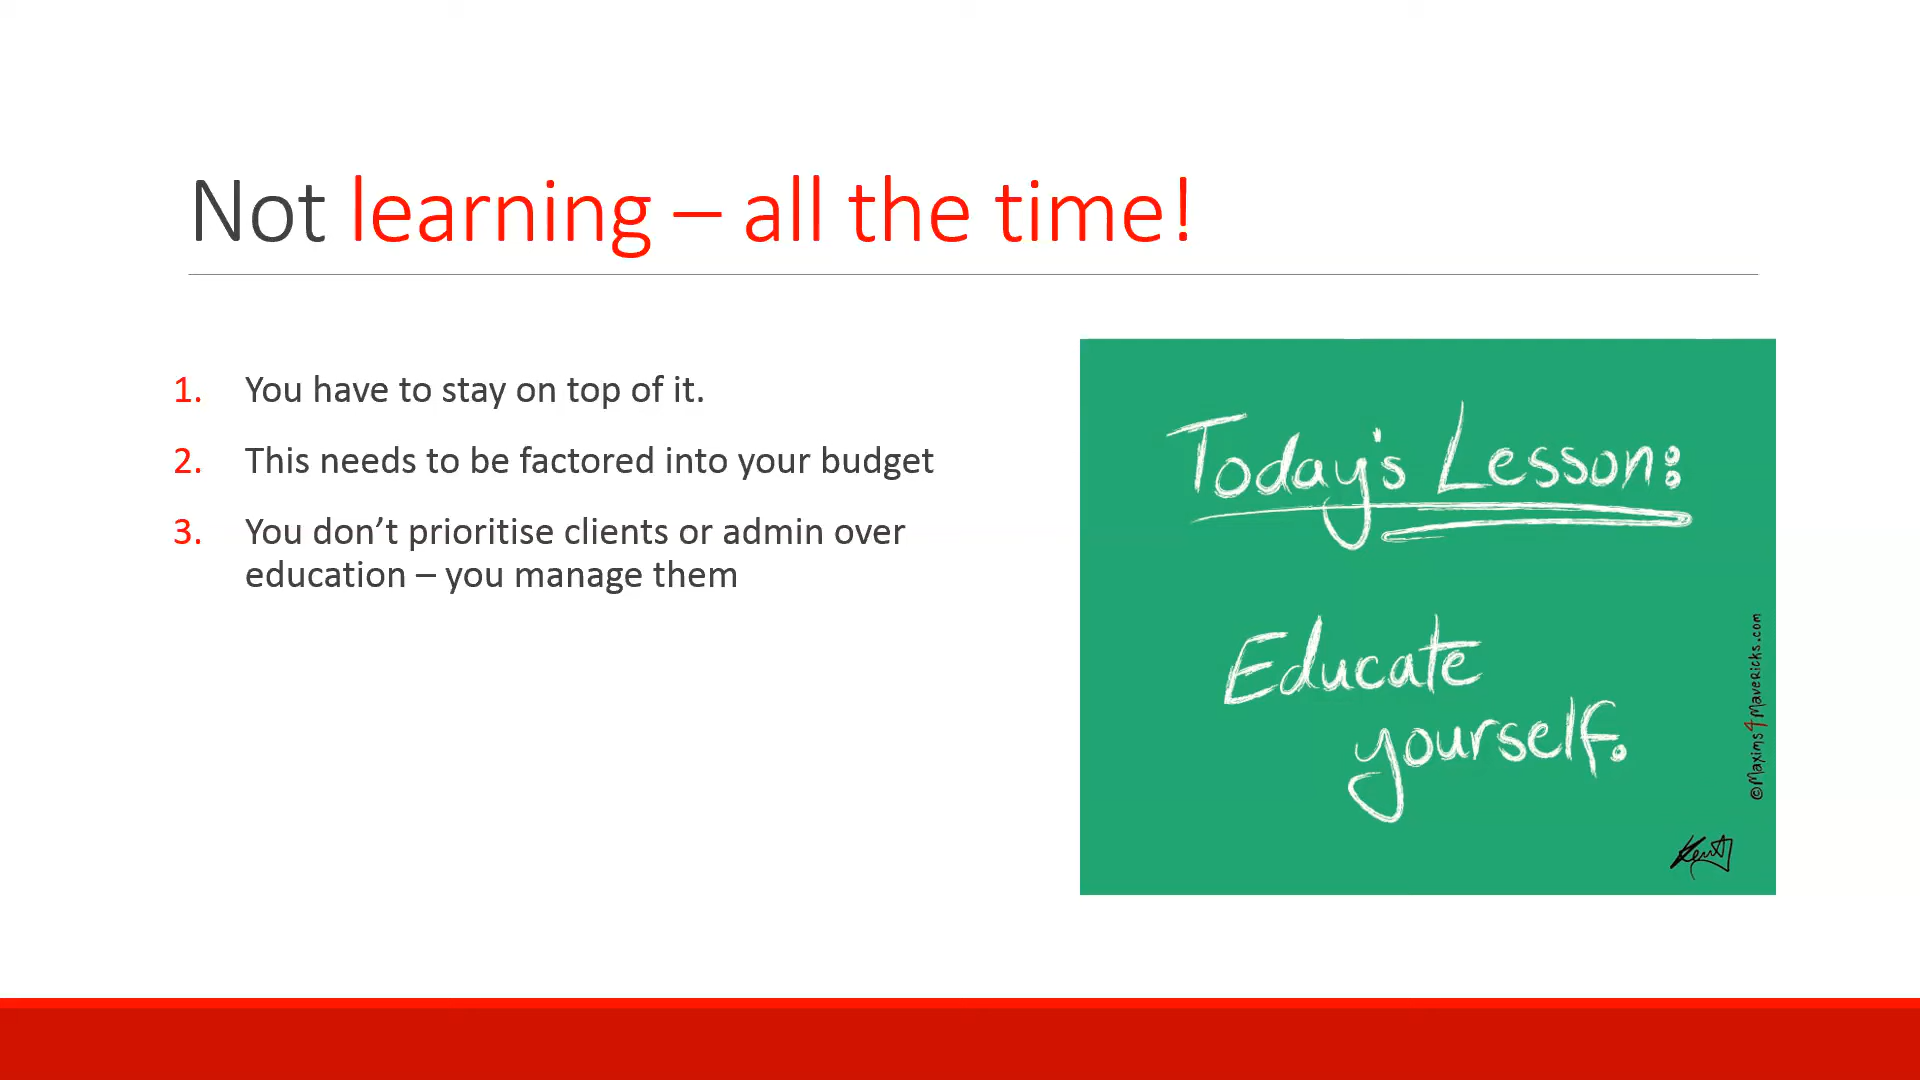 Not learning – all the time!
1. You have to stay on top of it.
2. This needs to be factored into your budget
3. You don’t prioritise clients or admin over
education – you manage them
Today's Lesson:
Educate
yourself.
©Maxims4Mavericks.com
Kent